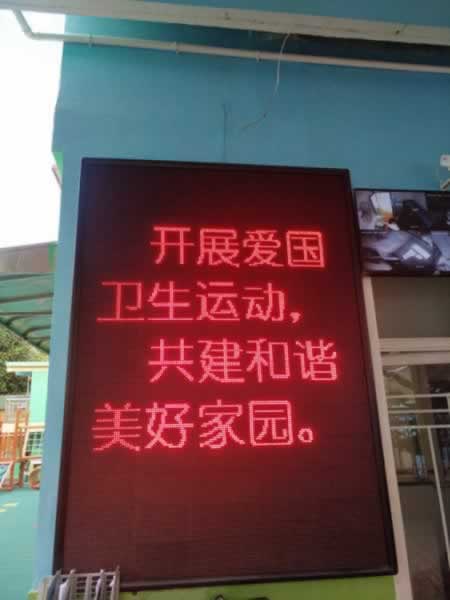 开展爱国
卫生运动，
共建和谐
美好家园。